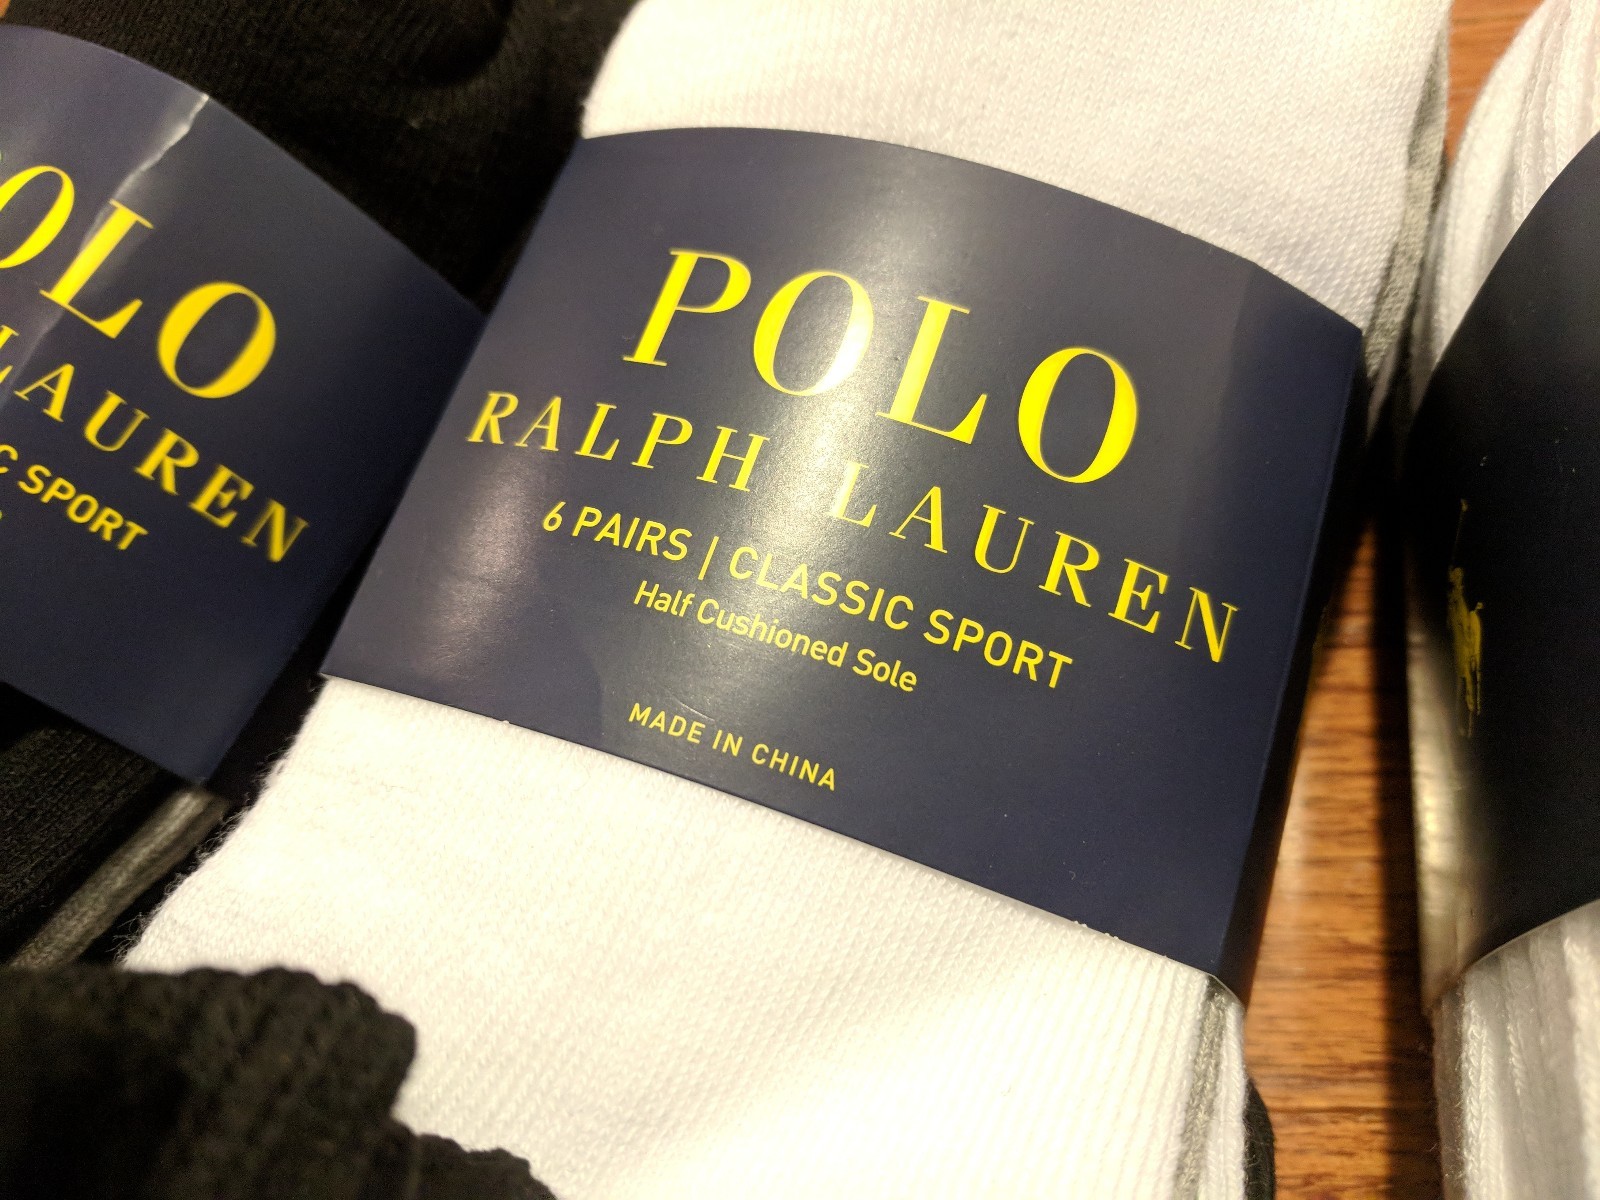 OLO
LAUREN
C SPORT
POLO
RALPH LAUREN
6 PAIRS | CLASSIC SPORT
Half Cushioned Sole
MADE IN CHINA